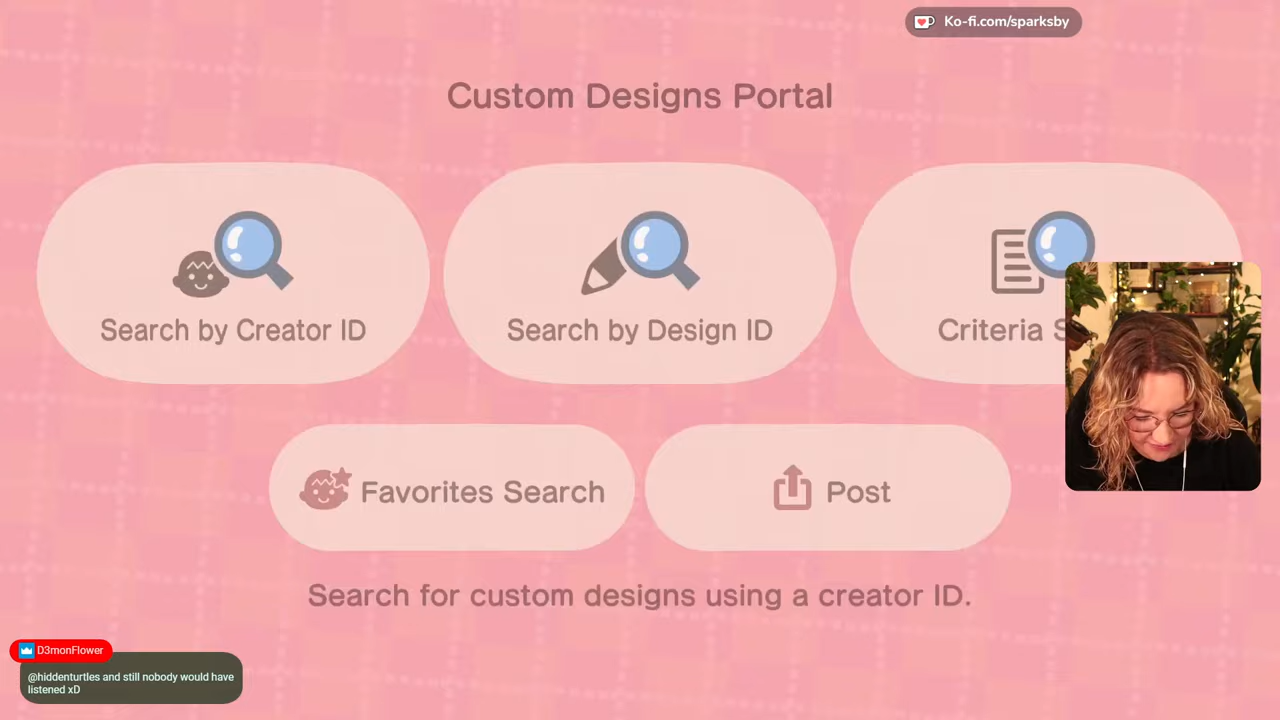 Ko-fi.com/sparksby
Custom Designs Portal
Search by Creator ID
Search by Design ID
Criteria
Favorites Search
Post
Search for custom designs using a creator ID.
D3monFlower
@hiddenturtles and still nobody would have
listened xD